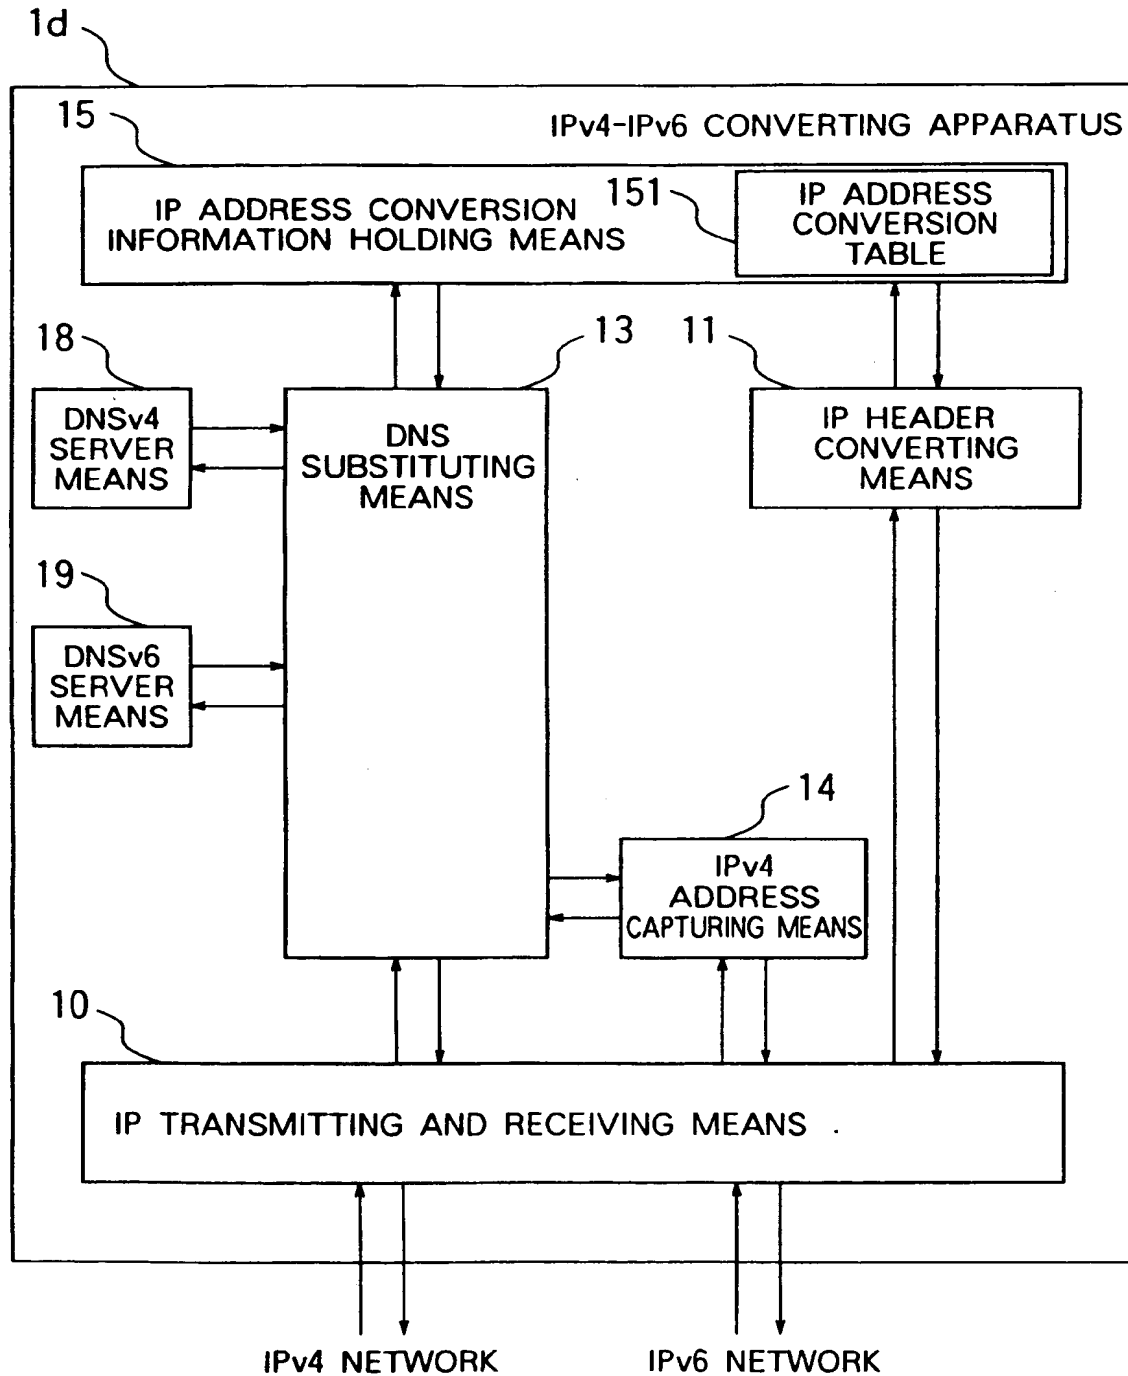 1d
15
IPv4-IPv6 CONVERTING APPARATUS
IP ADDRESS CONVERSION
INFORMATION HOLDING MEANS
151
IP ADDRESS
CONVERSION
TABLE
18
13
11
DNSv4
SERVER
MEANS
DNS
SUBSTITUTING
MEANS
IP HEADER
CONVERTING
MEANS
19
DNSv6
SERVER
MEANS
14
IPv4
ADDRESS
CAPTURING MEANS
10
IP TRANSMITTING AND RECEIVING MEANS
IPv4 NETWORK
IPv6 NETWORK